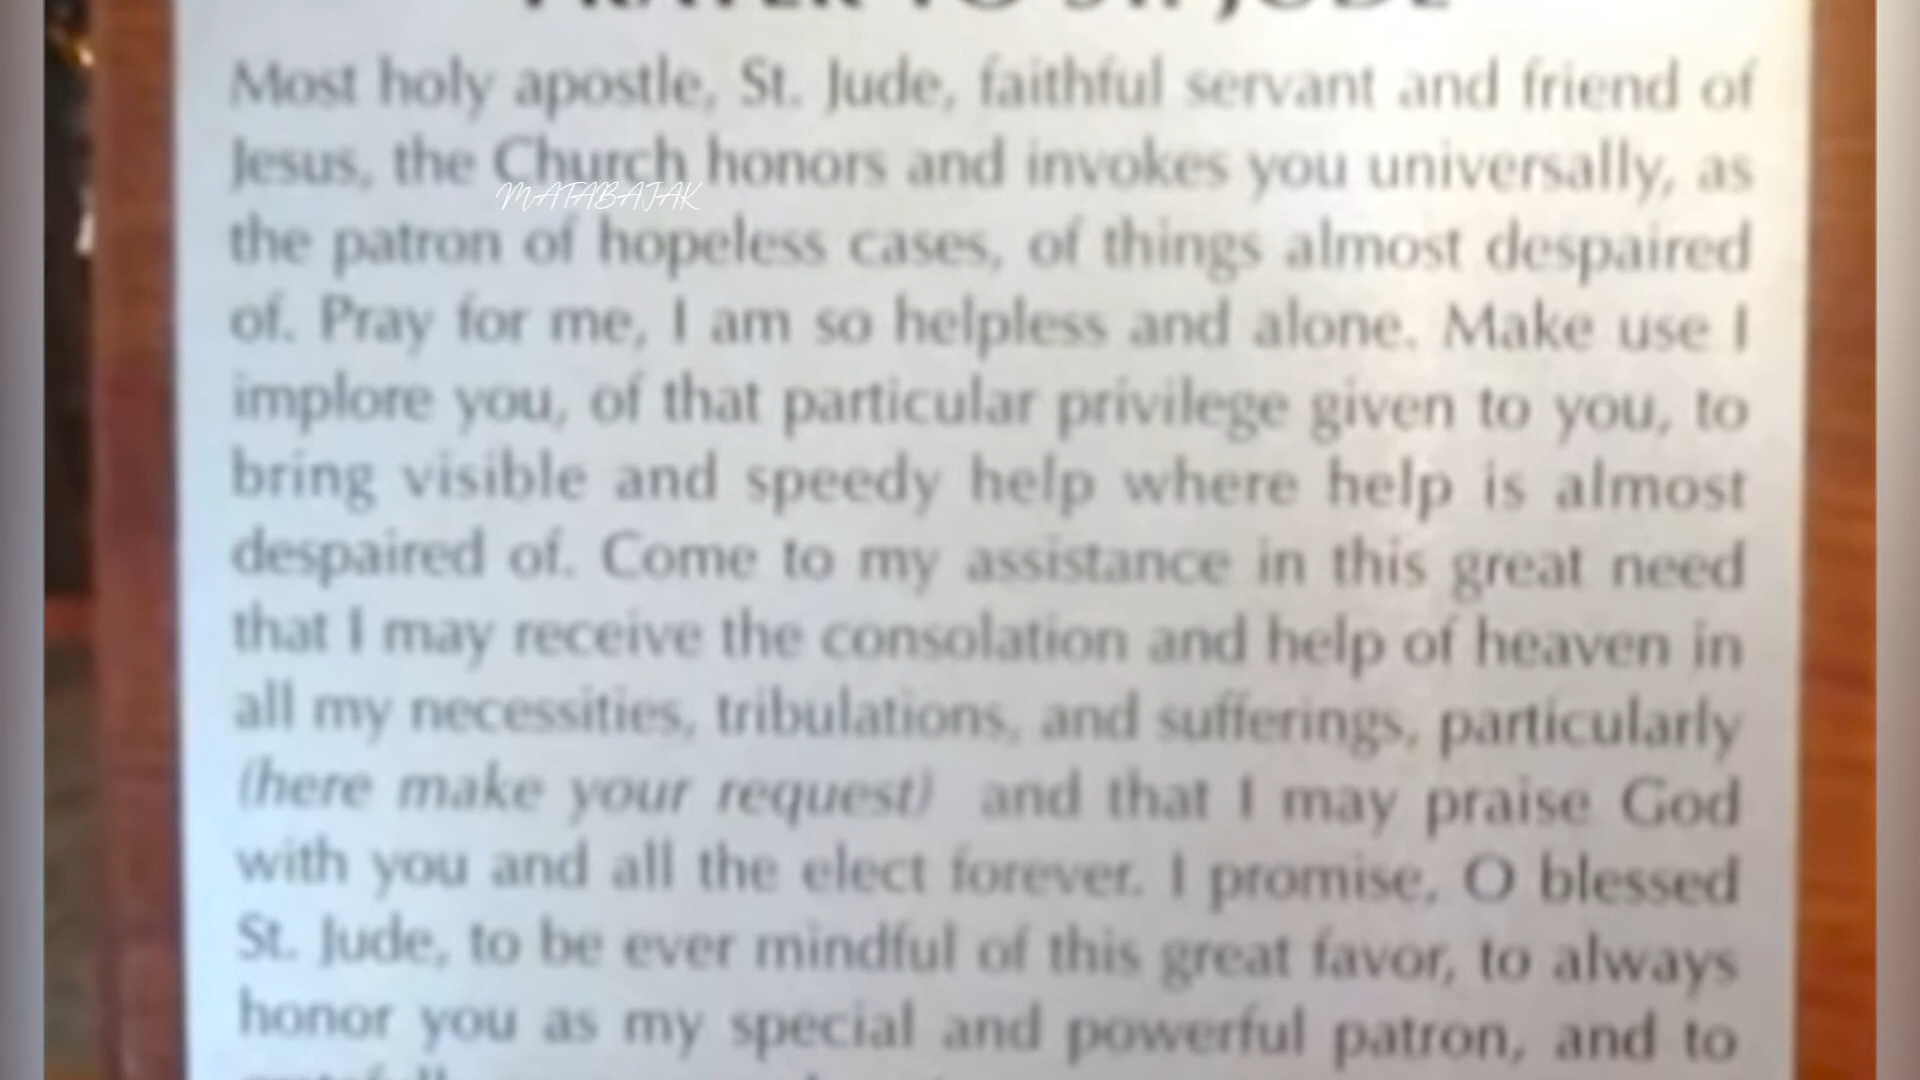 PRAYER TO ST. JUDE
Most holy apostle, St. Jude, faithful servant and friend of
Jesus, the Church honors and invokes you universally, as
MATABAJAK
the patron of hopeless cases, of things almost despaired
of. Pray for me, I am so helpless and alone. Make use I
implore you, of that particular privilege given to you, to
bring visible and speedy help where help is almost
despaired of. Come to my assistance in this great need
that I may receive the consolation and help of heaven in
all my necessities, tribulations, and sufferings, particularly
(here make your request) and that I may praise God
with you and all the elect forever. I promise, O blessed
St. Jude, to be ever mindful of this great favor, to always
honor you as my special and powerful patron, and to